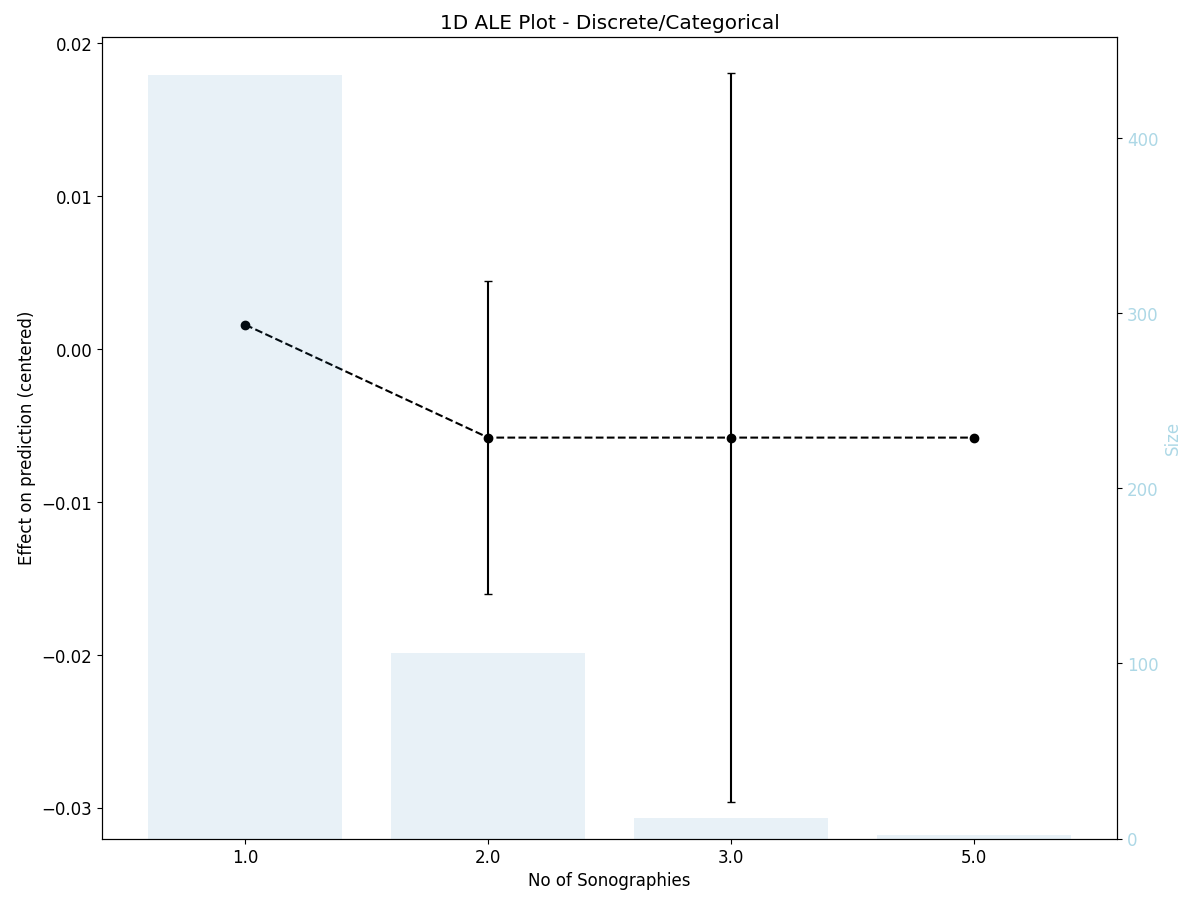 1D ALE Plot - Discrete/Categorical
0.02
0.01
0.00
−0.01
−0.02
−0.03
Effect on prediction (centered)
400
300
200
100
0
Size
1.0 2.0 3.0 5.0
No of Sonographies